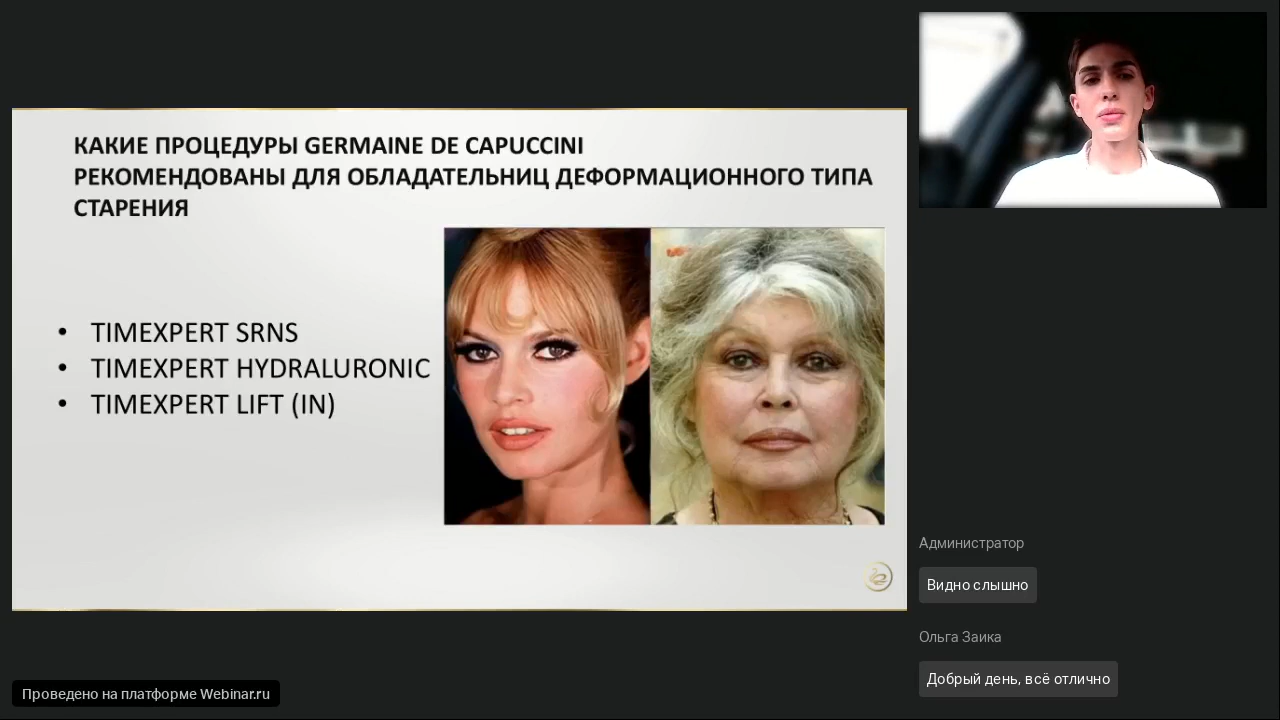 КАКИЕ ПРОЦЕДУРЫ GERMAINE DE CAPUCCINI
РЕКОМЕНДОВАНЫ ДЛЯ ОБЛАДАТЕЛЬНИЦ ДЕФОРМАЦИОННОГО ТИПА
СТАРЕНИЯ
• TIMEXPERT SRNS
• TIMEXPERT HYDRALURONIC
• TIMEXPERT LIFT (IN)
Администратор
Видно слышно
Ольга Заика
Добрый день, всё отлично
Проведено на платформе Webinar.ru